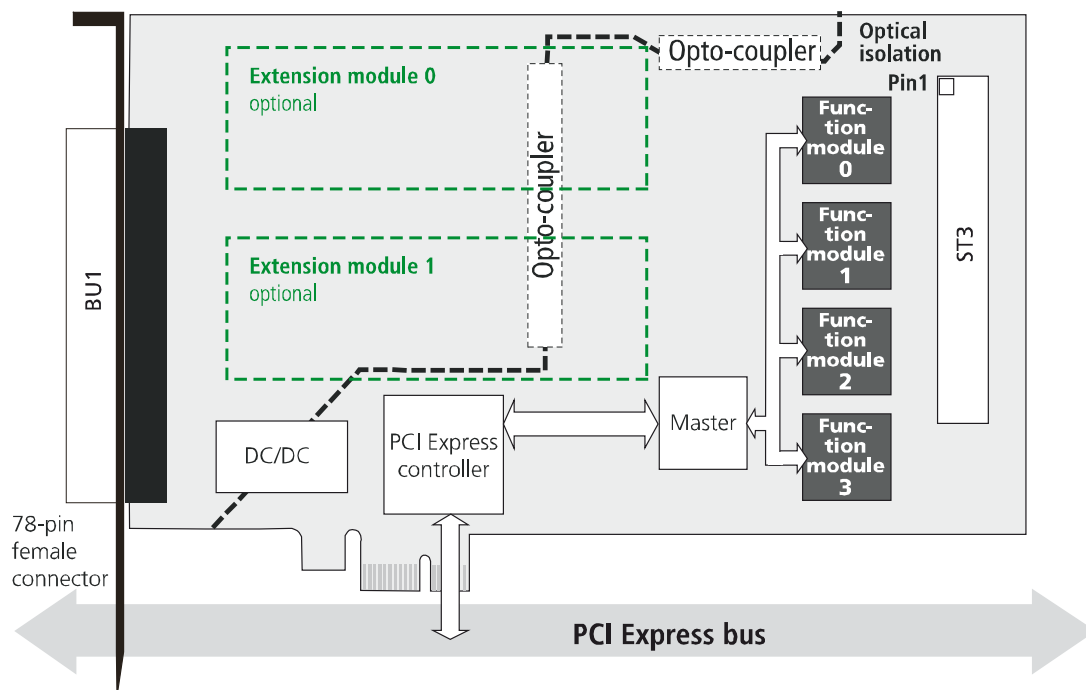 Opto-coupler
Optical
isolation
Extension module 0
optional
Pin1
Func-
tion
module
0
Opto-coupler
Func-
tion
module
1
ST3
BU1
Extension module 1
optional
Func-
tion
module
2
DC/DC
PCI Express
controller
Master
Func-
tion
module
3
78-pin
female
connector
PCI Express bus